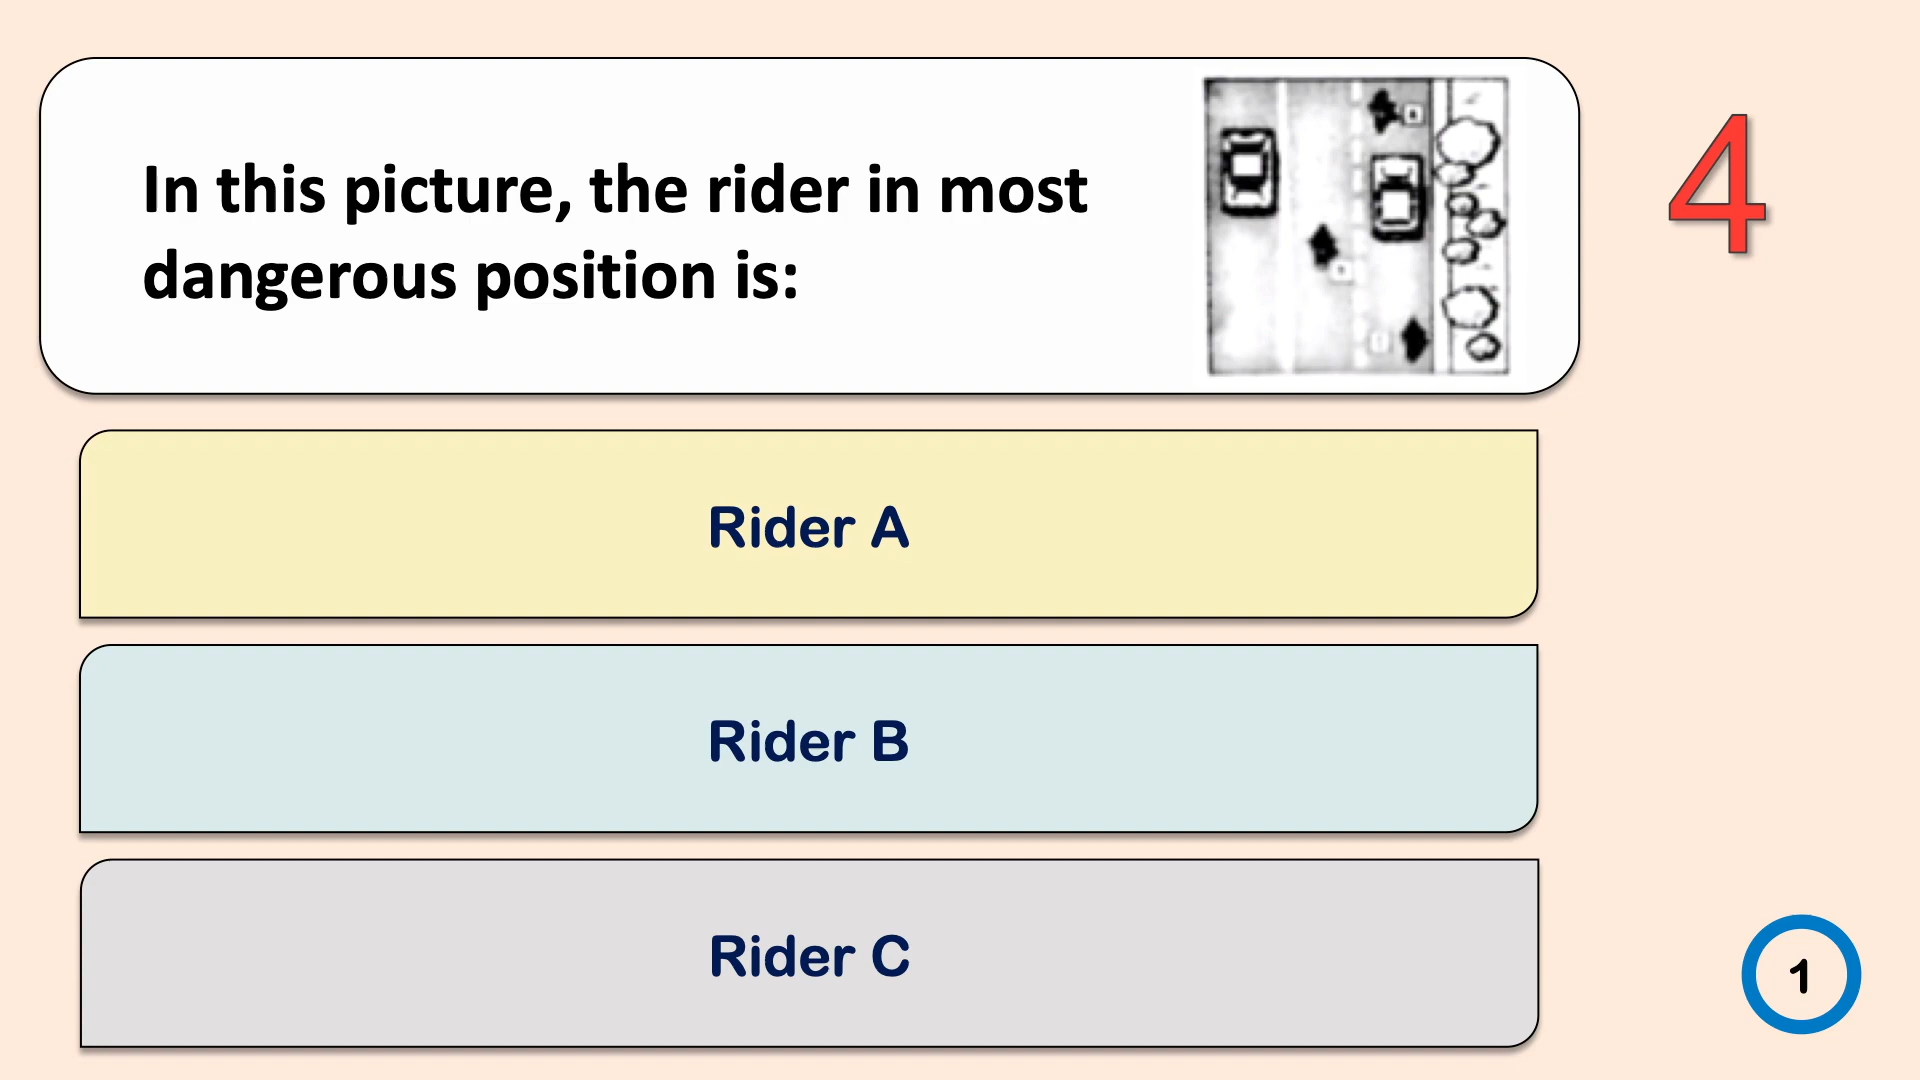 In this picture, the rider in most
dangerous position is:
4
Rider A
Rider B
Rider C
1